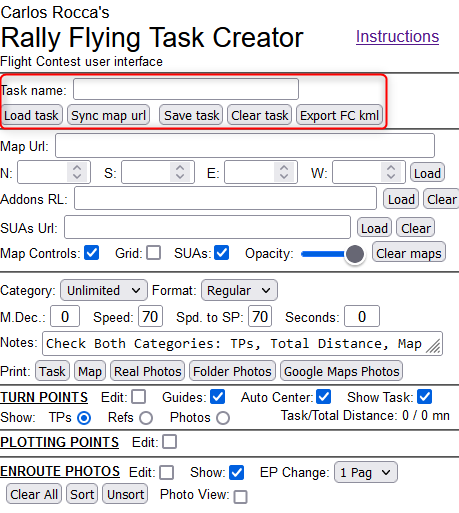 Carlos Rocca's
Rally Flying Task Creator Instructions
Flight Contest user interface
Task name:
Load task Sync map url Save task Clear task Export FC kml
Map Url:
N: S: E: W: Load
Addons RL: Load Clear
SUAs Url: Load Clear
Map Controls: Grid: SUAs: Opacity: Clear maps
Category: Unlimited Format: Regular
M.Dec.: 0 Speed: 70 Spd. to SP: 70 Seconds: 0
Notes: Check Both Categories: TPs, Total Distance, Map
Print: Task Map Real Photos Folder Photos Google Maps Photos
TURN POINTS Edit: Guides: Auto Center: Show Task:
Show: TPs Refs Photos Task/Total Distance: 0 / 0 mn
PLOTTING POINTS Edit:
ENROUTE PHOTOS Edit: Show: EP Change: 1 Pag
Clear All Sort Unsort Photo View: